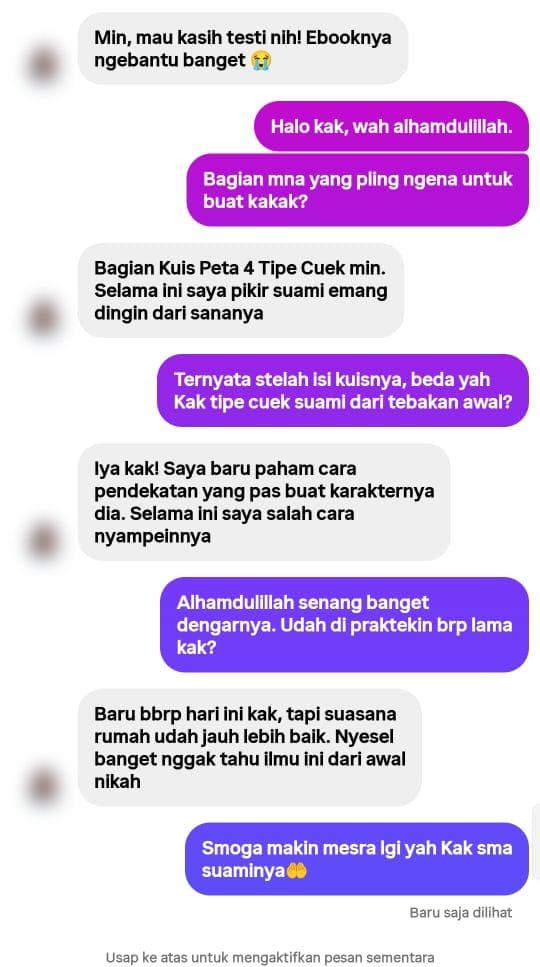 Min, mau kasih testi nih! Ebooknya
ngebantu banget 😭
Halo kak, wah alhamdulillah.
Bagian mna yang pling ngena untuk
buat kakak?
Bagian Kuis Peta 4 Tipe Cuek min.
Selama ini saya pikir suami emang
dingin dari sananya
Ternyata stelah isi kuisnya, beda yah
Kak tipe cuek suami dari tebakan awal?
Iya kak! Saya baru paham cara
pendekatan yang pas buat karakternya
dia. Selama ini saya salah cara
nyampeinnya
Alhamdulillah senang banget
dengarnya. Udah di praktekin brp lama
kak?
Baru bbrp hari ini kak, tapi suasana
rumah udah jauh lebih baik. Nyesel
banget nggak tahu ilmu ini dari awal
nikah
Smoga makin mesra lgi yah Kak sma
suaminya🤲
Baru saja dilihat
Usap ke atas untuk mengaktifkan pesan sementara